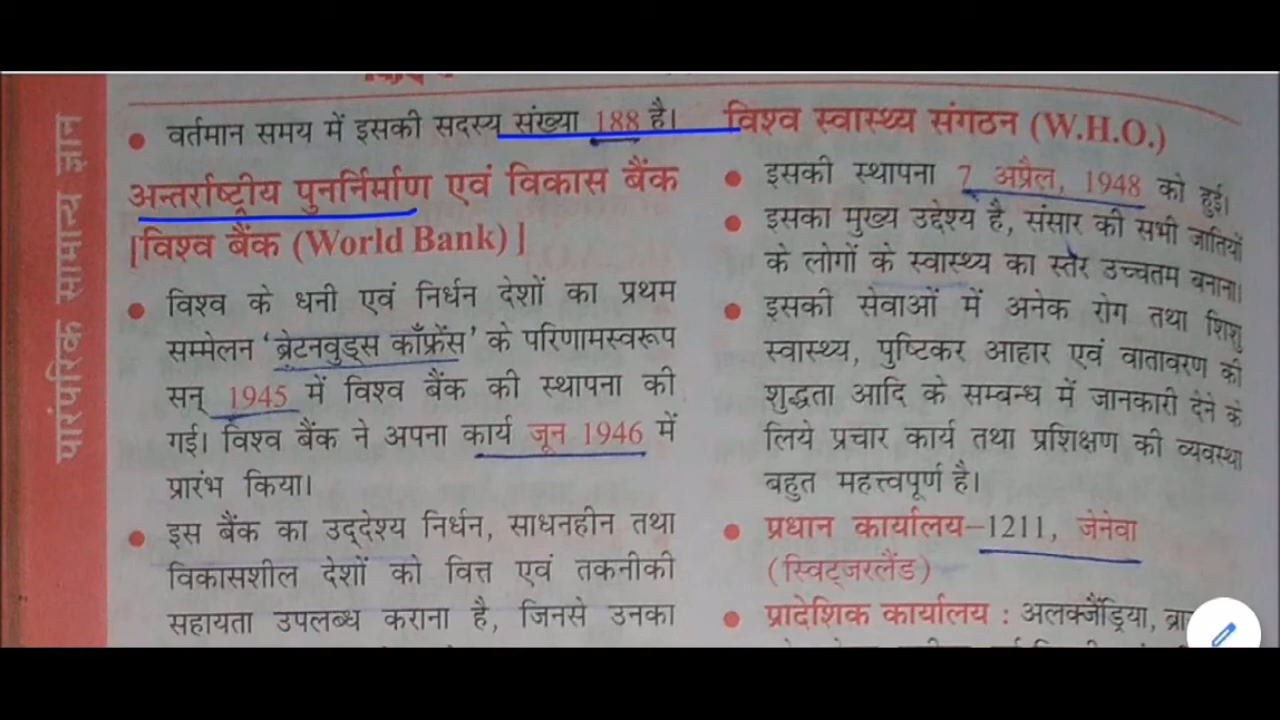 पारंपरिक सामान्य ज्ञान
वर्तमान समय में इसकी सदस्य संख्या 188 है।
अन्तर्राष्ट्रीय पुनर्निर्माण एवं विकास बैंक
[विश्व बैंक (World Bank)]
विश्व के धनी एवं निर्धन देशों का प्रथम
सम्मेलन ‘ब्रेटनवुड्स कॉंफ्रेंस’ के परिणामस्वरूप
सन् 1945 में विश्व बैंक की स्थापना की
गई। विश्व बैंक ने अपना कार्य जून 1946 में
प्रारंभ किया।
इस बैंक का उद्‌देश्य निर्धन, साधनहीन तथा
विकासशील देशों को वित्त एवं तकनीकी
सहायता उपलब्ध कराना है, जिनसे उनका
विश्व स्वास्थ्य संगठन (W.H.O.)
इसकी स्थापना 7 अप्रैल, 1948 को हुई।
इसका मुख्य उद्देश्य है, संसार की सभी जातियों
के लोगों के स्वास्थ्य का स्तर उच्चतम बनाना।
इसकी सेवाओं में अनेक रोग तथा शिशु
स्वास्थ्य, पुष्टिकर आहार एवं वातावरण की
शुद्धता आदि के सम्बन्ध में जानकारी देने के
लिये प्रचार कार्य तथा प्रशिक्षण की व्यवस्था
बहुत महत्त्वपूर्ण है।
प्रधान कार्यालय–1211, जेनेवा
(स्विट्जरलैंड)
प्रादेशिक कार्यालय : अलक्जैंड्रिया,